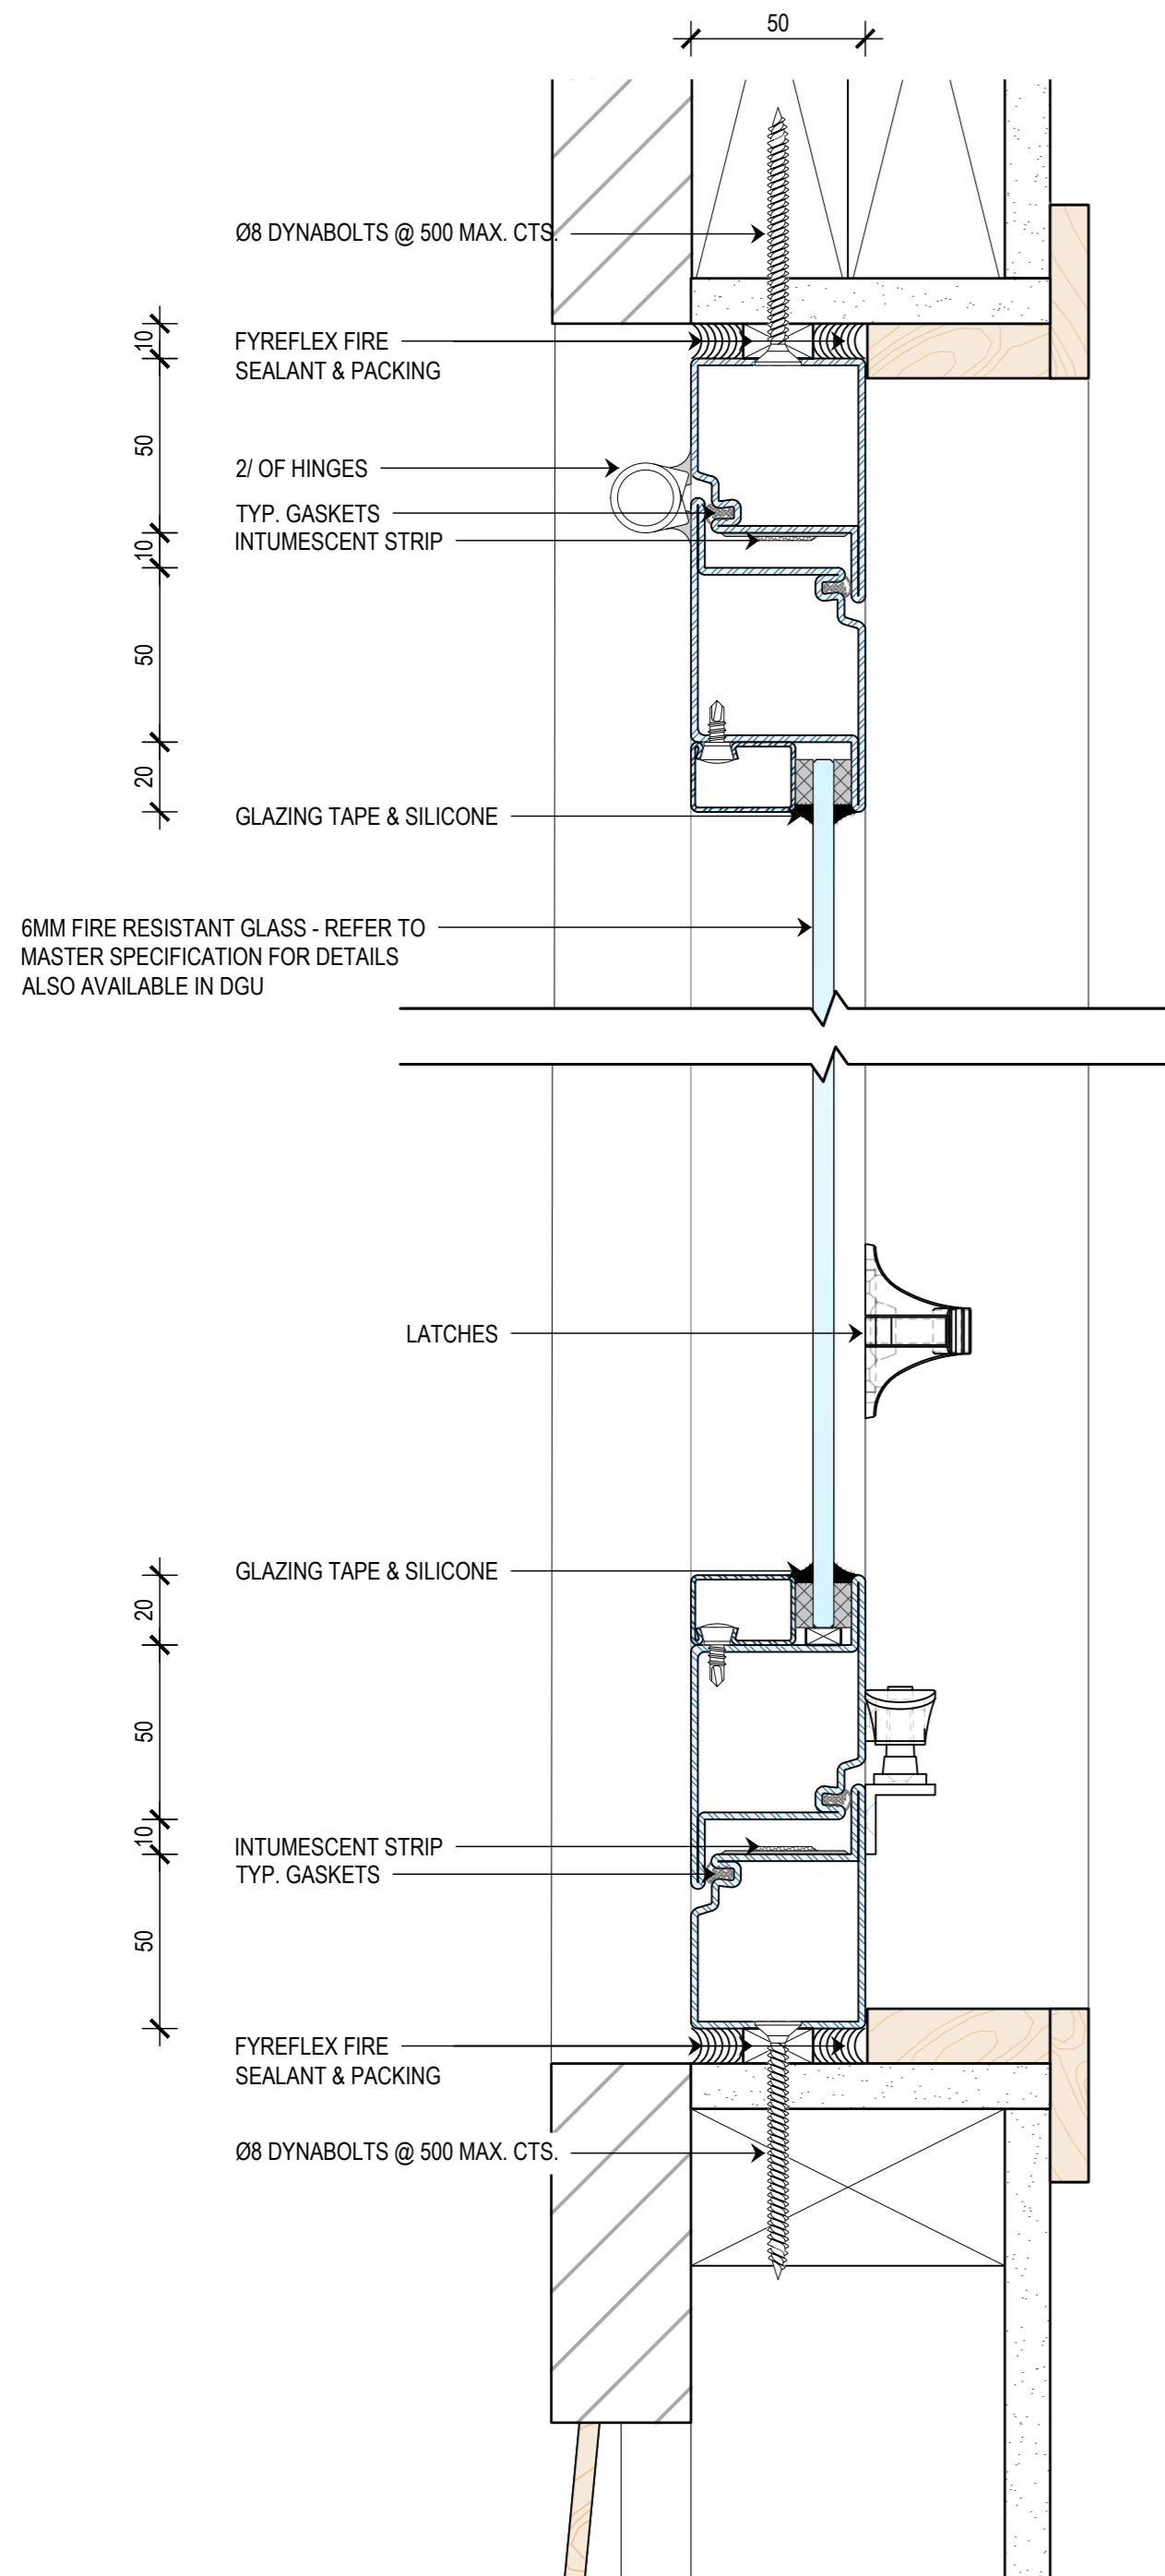 50
Ø8 DYNABOLTS @ 500 MAX. CTS.
10
FYREFLEX FIRE
SEALANT & PACKING
50
2/ OF HINGES
TYP. GASKETS
INTUMESCENT STRIP
10
50
20
GLAZING TAPE & SILICONE
6MM FIRE RESISTANT GLASS - REFER TO
MASTER SPECIFICATION FOR DETAILS
ALSO AVAILABLE IN DGU
LATCHES
GLAZING TAPE & SILICONE
20
50
10
INTUMESCENT STRIP
TYP. GASKETS
50
FYREFLEX FIRE
SEALANT & PACKING
Ø8 DYNABOLTS @ 500 MAX. CTS.